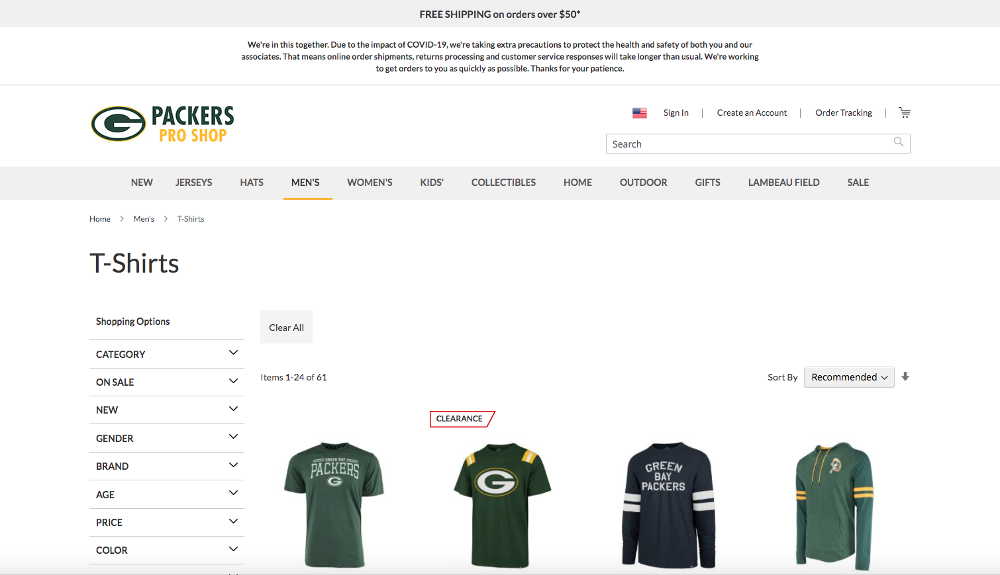 FREE SHIPPING on orders over $50*
We're in this together. Due to the impact of COVID-19, we're taking extra precautions to protect the health and safety of both you and our
associates. That means online order shipments, returns processing and customer service responses will take longer than usual. We're working
to get orders to you as quickly as possible. Thanks for your patience.
G PACKERS
PRO SHOP
Sign In | Create an Account | Order Tracking |
Search
NEW JERSEYS HATS MEN'S WOMEN'S KIDS' COLLECTIBLES HOME OUTDOOR GIFTS LAMBEAU FIELD SALE
Home > Men's > T-Shirts
T-Shirts
Shopping Options
CATEGORY
ON SALE
NEW
GENDER
BRAND
AGE
PRICE
COLOR
Clear All
Items 1-24 of 61
Sort By Recommended
CLEARANCE
GREEN BAY
PACKERS
G
G
GREEN
BAY
PACKERS